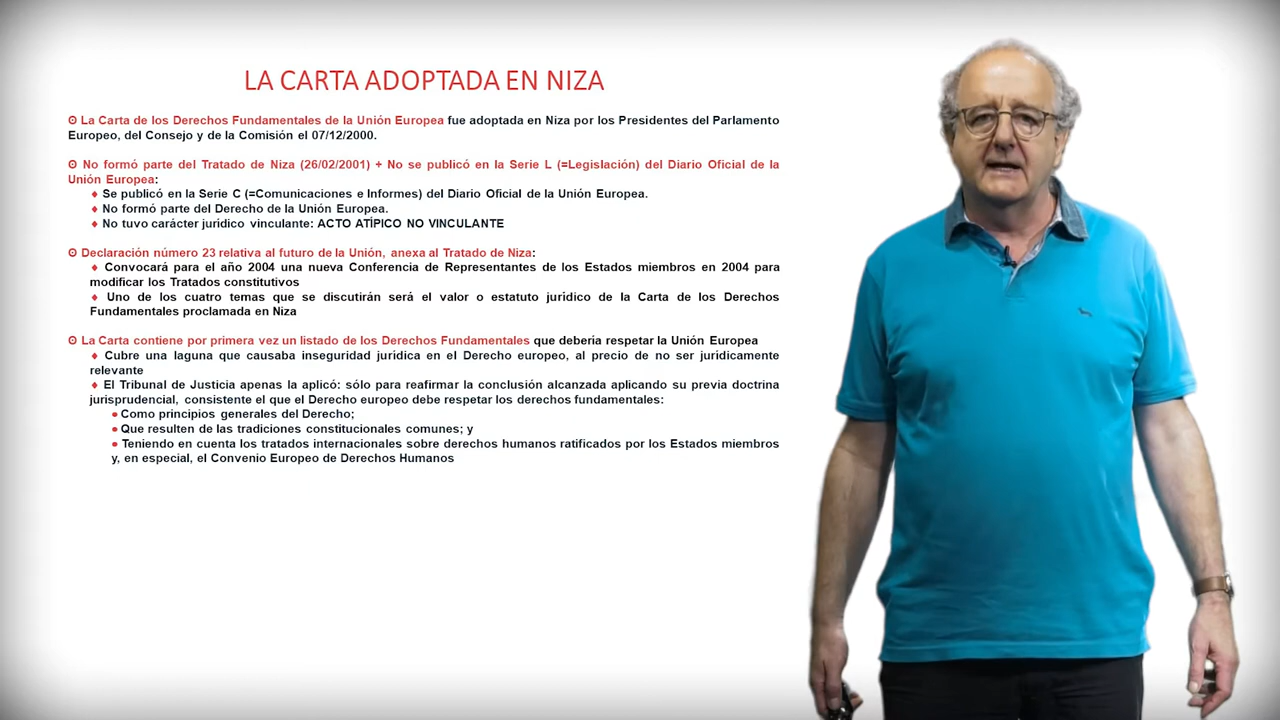 LA CARTA ADOPTADA EN NIZA
ʘ La Carta de los Derechos Fundamentales de la Unión Europea fue adoptada en Niza por los Presidentes del Parlamento
Europeo, del Consejo y de la Comisión el 07/12/2000.
ʘ No formó parte del Tratado de Niza (26/02/2001) + No se publicó en la Serie L (=Legislación) del Diario Oficial de la
Unión Europea:
♦ Se publicó en la Serie C (=Comunicaciones e Informes) del Diario Oficial de la Unión Europea.
♦ No formó parte del Derecho de la Unión Europea.
♦ No tuvo carácter jurídico vinculante: ACTO ATÍPICO NO VINCULANTE
ʘ Declaración número 23 relativa al futuro de la Unión, anexa al Tratado de Niza:
♦ Convocará para el año 2004 una nueva Conferencia de Representantes de los Estados miembros en 2004 para
modificar los Tratados constitutivos
♦ Uno de los cuatro temas que se discutirán será el valor o estatuto jurídico de la Carta de los Derechos
Fundamentales proclamada en Niza
ʘ La Carta contiene por primera vez un listado de los Derechos Fundamentales que debería respetar la Unión Europea
♦ Cubre una laguna que causaba inseguridad jurídica en el Derecho europeo, al precio de no ser jurídicamente
relevante
♦ El Tribunal de Justicia apenas la aplicó: sólo para reafirmar la conclusión alcanzada aplicando su previa doctrina
jurisprudencial, consistente el que el Derecho europeo debe respetar los derechos fundamentales:
● Como principios generales del Derecho;
● Que resulten de las tradiciones constitucionales comunes; y
● Teniendo en cuenta los tratados internacionales sobre derechos humanos ratificados por los Estados miembros
y, en especial, el Convenio Europeo de Derechos Humanos